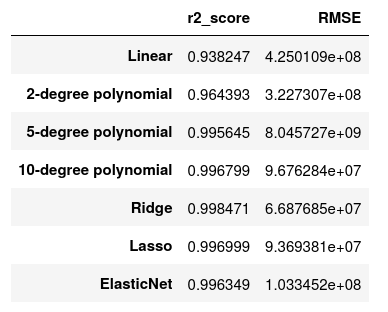 r2_score RMSE
Linear 0.938247 4.250109e+08
2-degree polynomial 0.964393 3.227307e+08
5-degree polynomial 0.995645 8.045727e+09
10-degree polynomial 0.996799 9.676284e+07
Ridge 0.998471 6.687685e+07
Lasso 0.996999 9.369381e+07
ElasticNet 0.996349 1.033452e+08